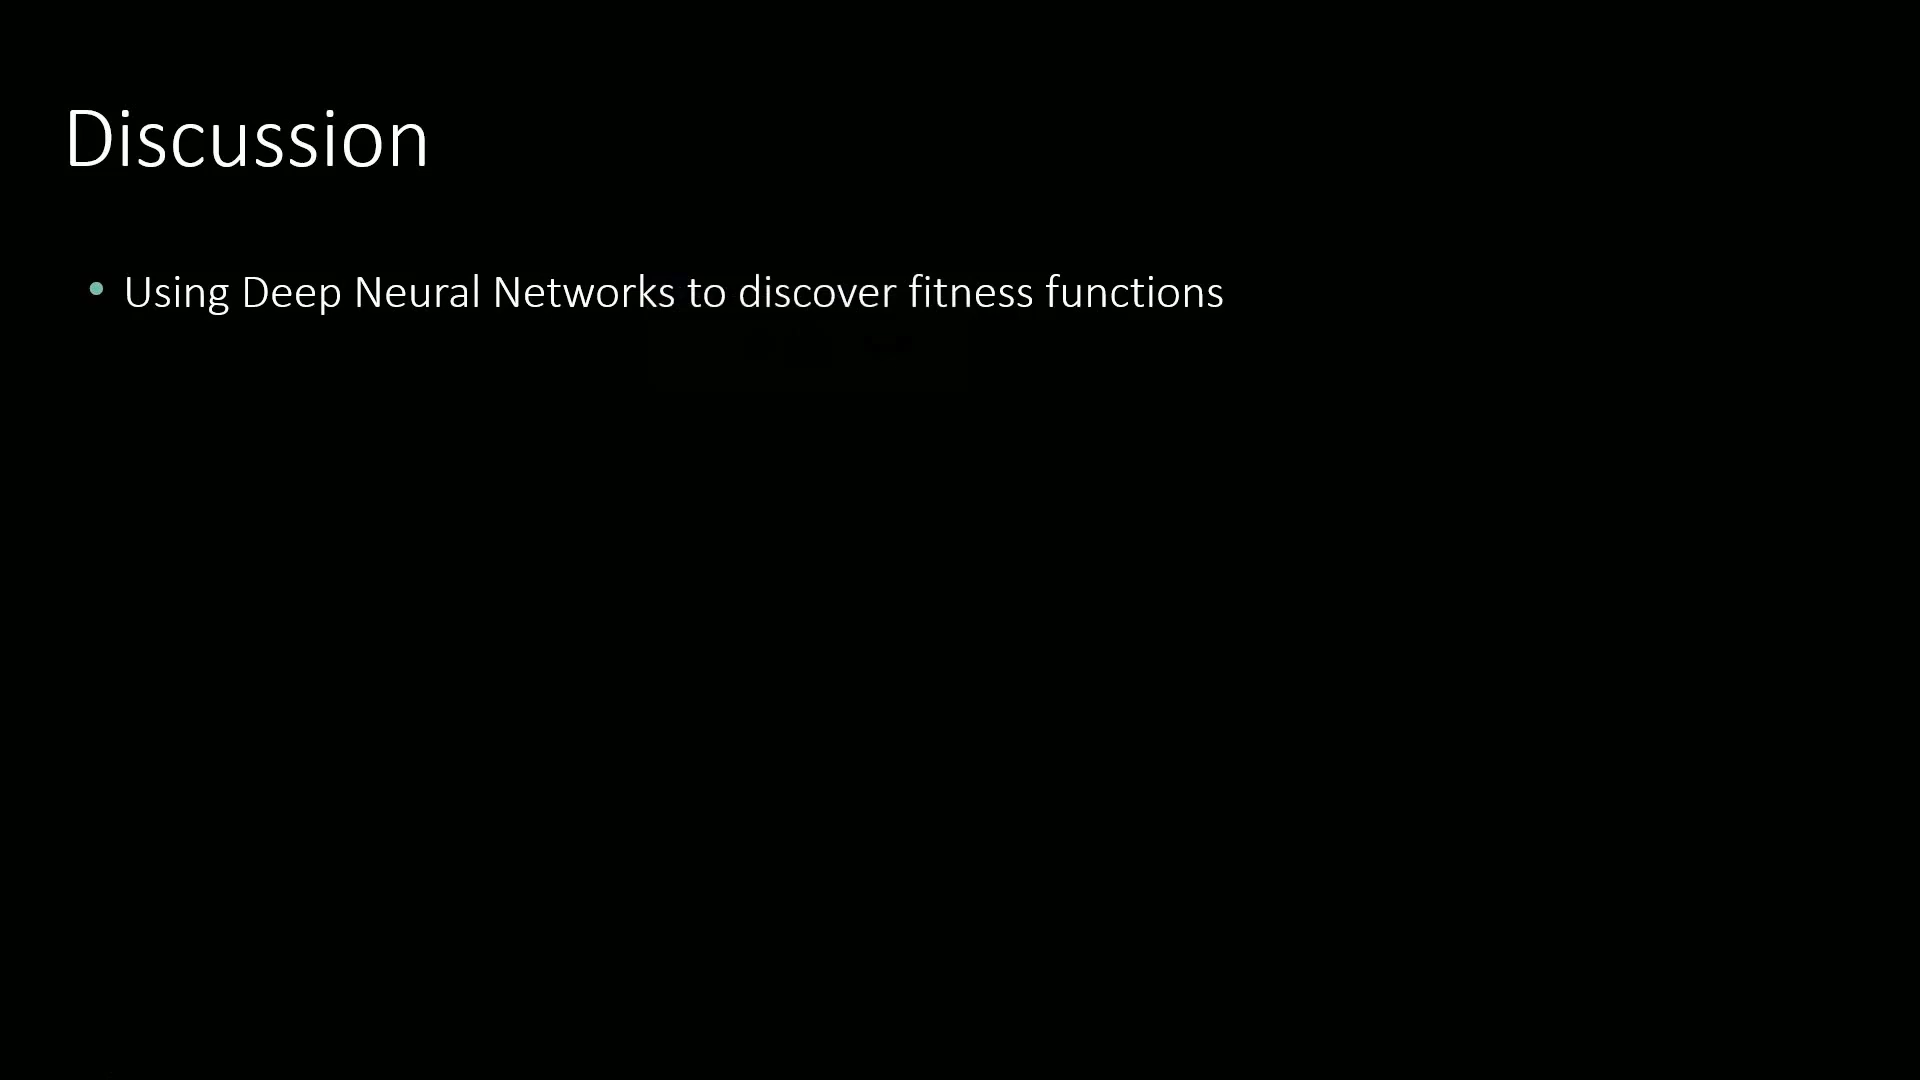 Discussion
• Using Deep Neural Networks to discover fitness functions